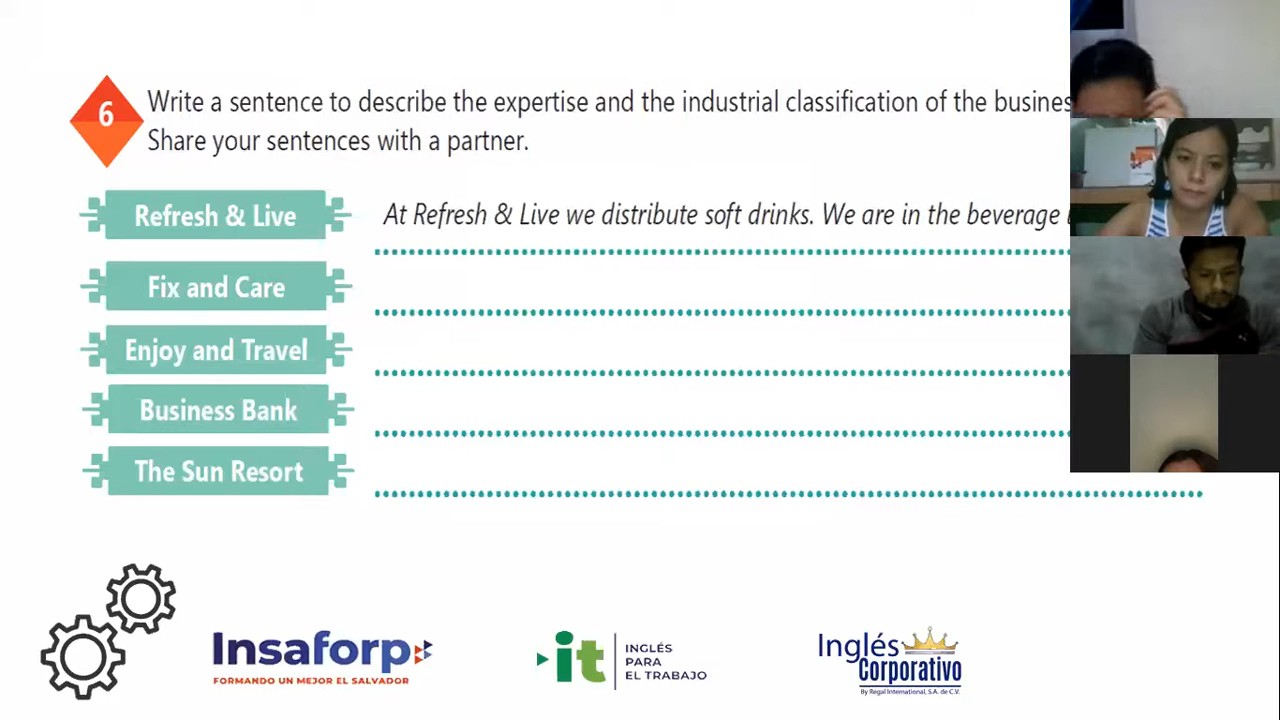 6
Write a sentence to describe the expertise and the industrial classification of the
Share your sentences with a partner.
Refresh & Live
At Refresh & Live we distribute soft drinks. We are in the beverage
Fix and Care
Enjoy and Travel
Business Bank
The Sun Resort
Insaforp
FORMANDO UN MEJOR EL SALVADOR
it
INGLÉS
PARA
EL TRABAJO
Inglés
Corporativo
By Regal International, S.A. de C.V.